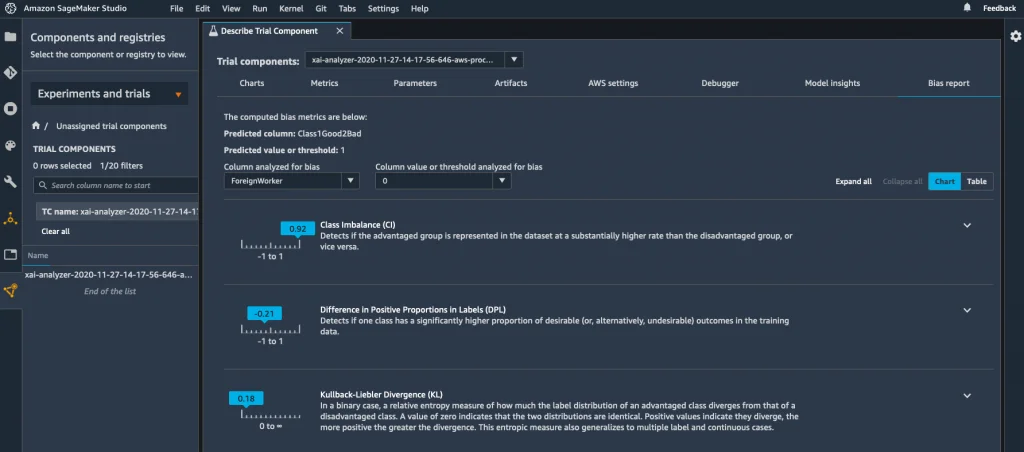 Amazon SageMaker Studio File Edit View Run Kernel Git Tabs Settings Help Feedback
Components and registries
Select the component or registry to view.
Experiments and trials
/ Unassigned trial components
TRIAL COMPONENTS
0 rows selected 1/20 filters
Search column name to start
TC name: xai-analyzer-2020-11-27-14-17
Clear all
Name
xai-analyzer-2020-11-27-14-17-56-646-a...
End of the list
Describe Trial Component
Trial components: xai-analyzer-2020-11-27-14-17-56-646-aws-proc...
Charts Metrics Parameters Artifacts AWS settings Debugger Model insights Bias report
The computed bias metrics are below:
Predicted column: Class1Good2Bad
Predicted value or threshold: 1
Column analyzed for bias Column value or threshold analyzed for bias
ForeignWorker 0
Expand all Collapse all Chart Table
0.92
-1 to 1
Class Imbalance (CI)
Detects if the advantaged group is represented in the dataset at a substantially higher rate than the disadvantaged group, or
vice versa.
-0.21
-1 to 1
Difference in Positive Proportions in Labels (DPL)
Detects if one class has a significantly higher proportion of desirable (or, alternatively, undesirable) outcomes in the training
data.
0.18
0 to ∞
Kullback-Liebler Divergence (KL)
In a binary case, a relative entropy measure of how much the label distribution of an advantaged class diverges from that of a
disadvantaged class. A value of zero indicates that the two distributions are identical. Positive values indicate they diverge,
the more positive the greater the divergence. This entropic measure also generalizes to multiple label and continuous cases.